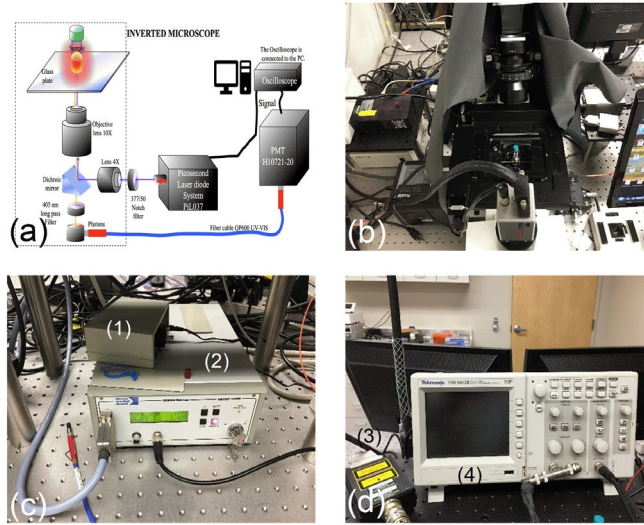 INVERTED MICROSCOPE
Sample
Glass
plate
The Oscilloscope is
connected to the PC.
Oscilloscope
Signal
Objective
lens 10X
PMT
H10721-20
Lens 4X
Dichroic
mirror
Picosecond
Laser diode
System
PiL037
377/50
Notch
filter
405 nm
long pass
Filter
Photons
Fiber cable QP600 UV-VIS
(a)
(b)
(1)
(2)
(c)
Tektronix
(3)
(4)
(d)